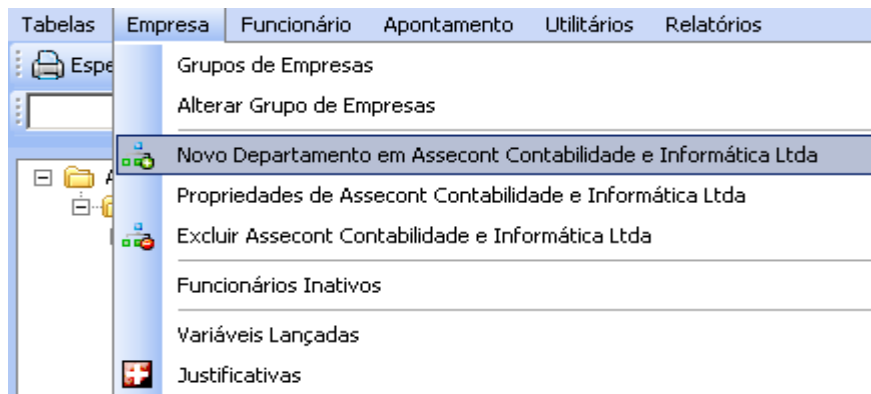 Tabelas Empresa Funcionário Apontamento Utilitários Relatórios
Grupos de Empresas
Alterar Grupo de Empresas
Novo Departamento em Assecont Contabilidade e Informática Ltda
Propriedades de Assecont Contabilidade e Informática Ltda
Excluir Assecont Contabilidade e Informática Ltda
Funcionários Inativos
Variáveis Lançadas
Justificativas